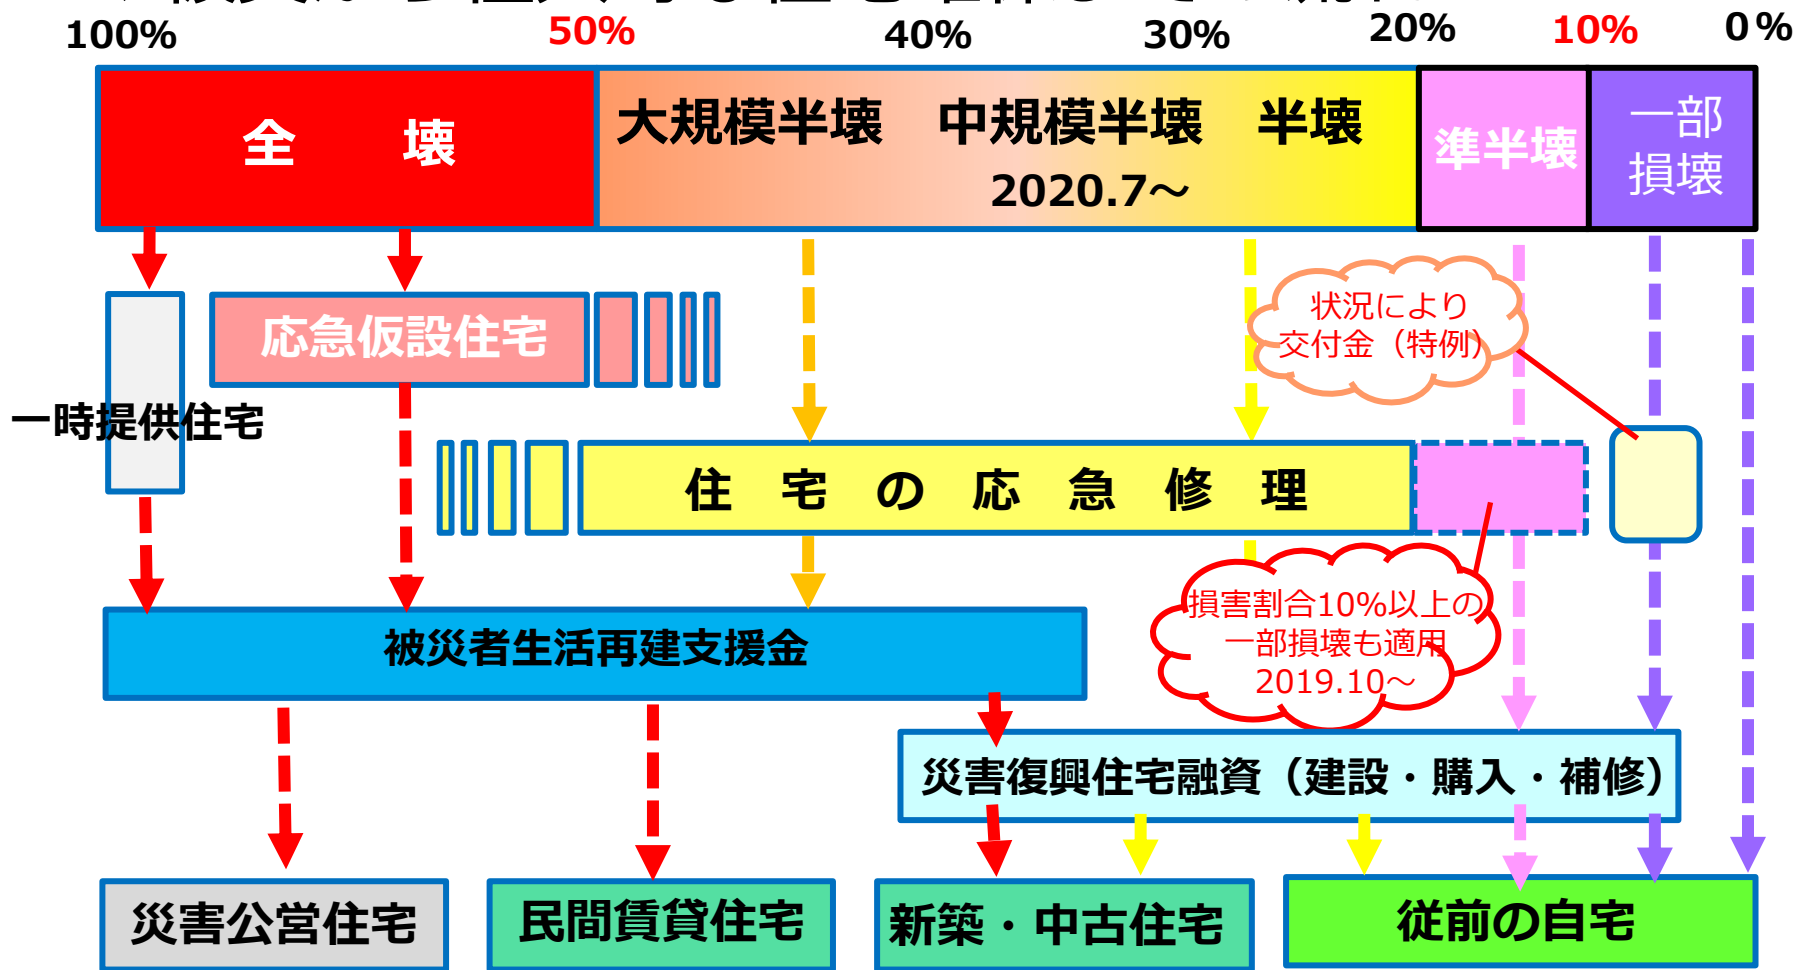 100% 50% 40% 30% 20% 10% 0%
全　壊
大規模半壊　中規模半壊　半壊
2020.7～
準半壊
一部
損壊
応急仮設住宅
状況により
交付金（特例）
一時提供住宅
住宅の応急修理
損害割合10%以上の
一部損壊も適用
2019.10～
被災者生活再建支援金
災害復興住宅融資（建設・購入・補修）
災害公営住宅
民間賃貸住宅
新築・中古住宅
従前の自宅